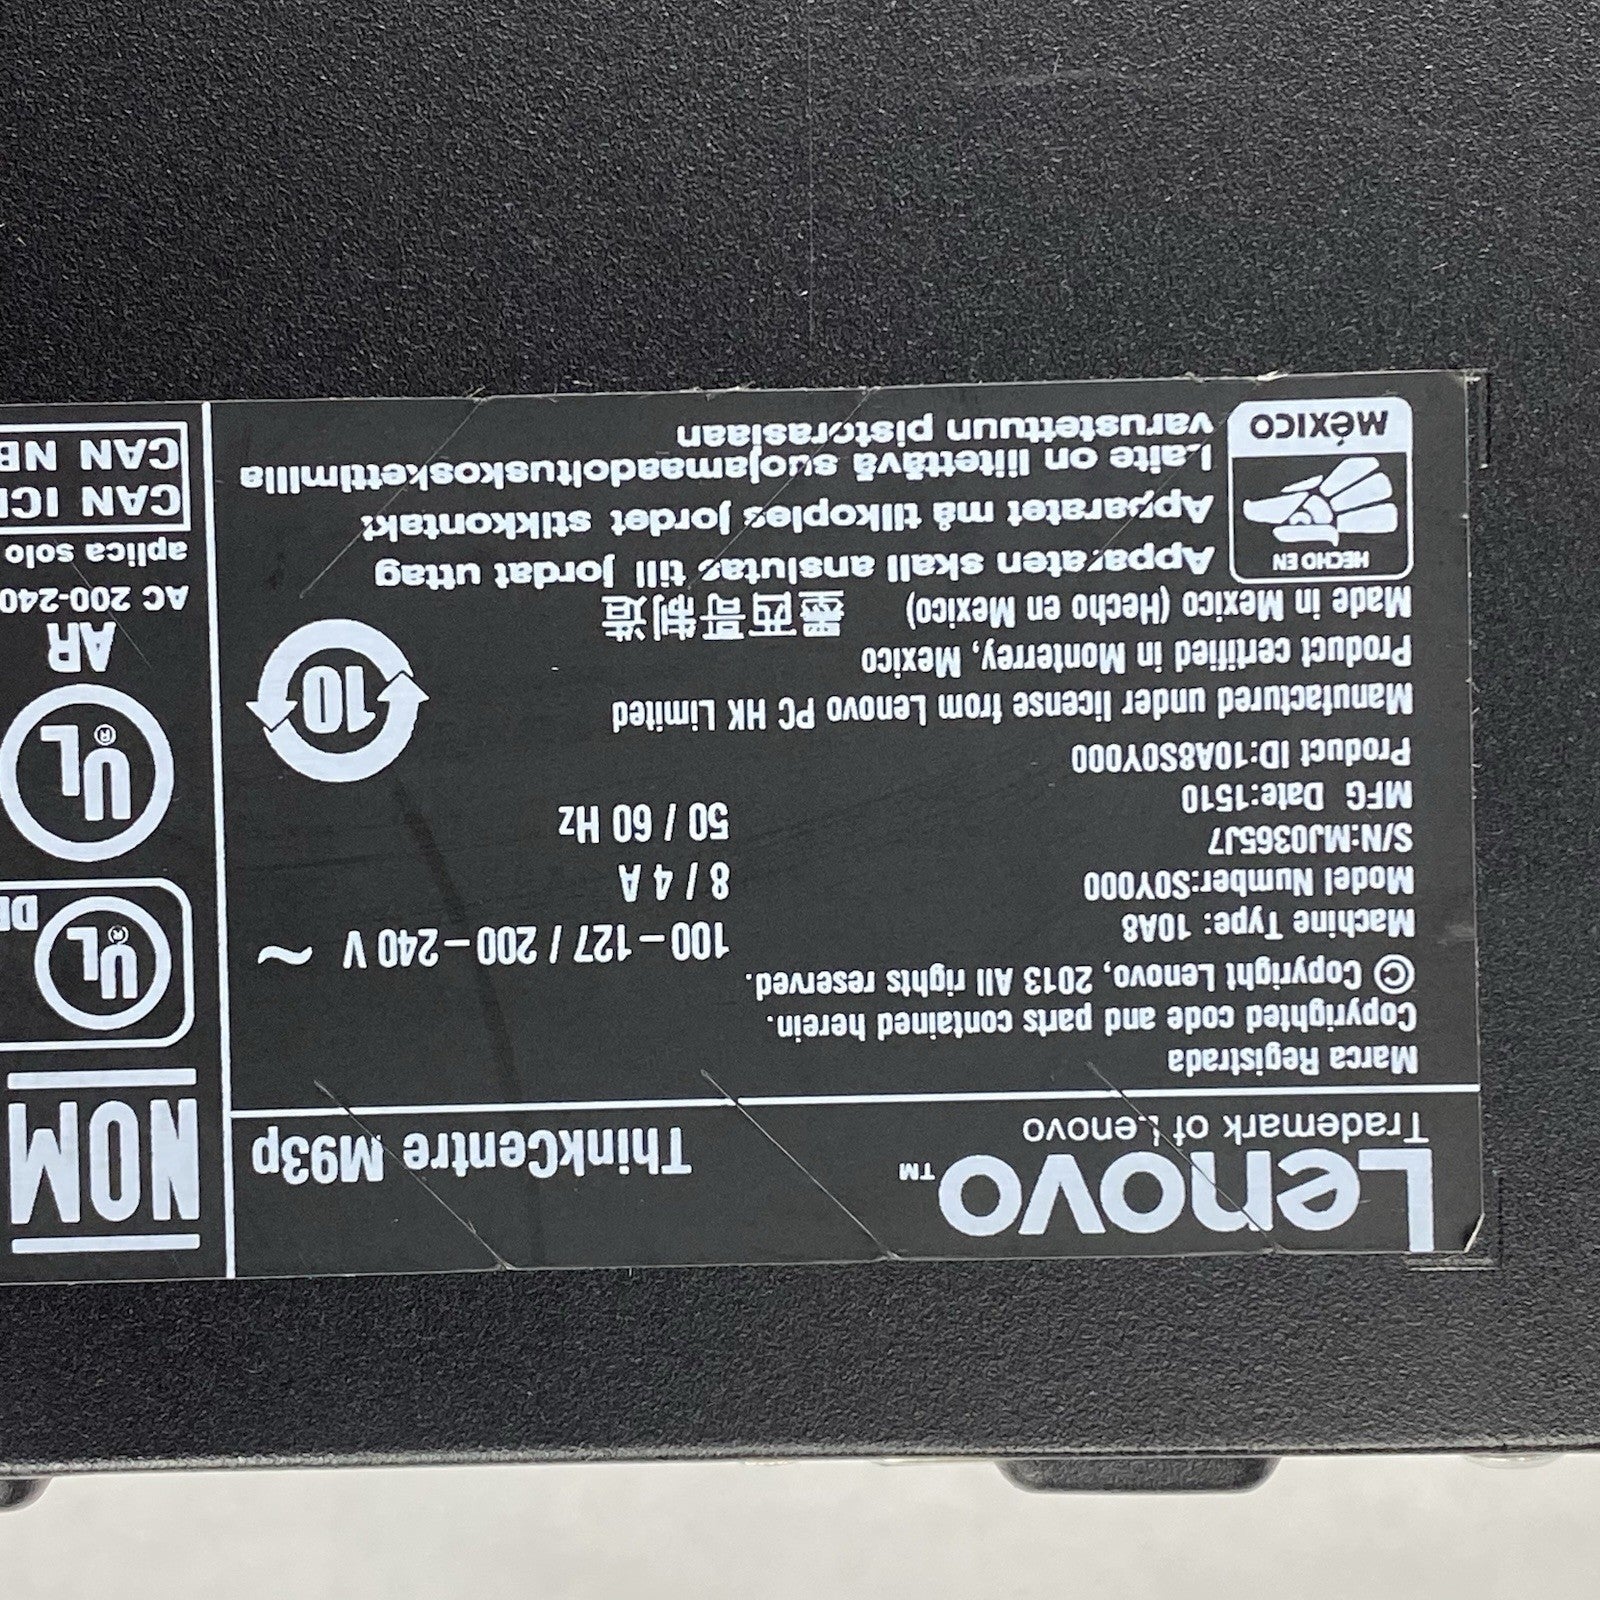 Lenovo™
Trademark of Lenovo
ThinkCentre M93p
Marca Registrada
Copyrighted code and parts contained herein.
© Copyright Lenovo, 2013 All rights reserved.
Machine Type: 10A8
Model Number:S0Y000
S/N:MJ0365J7
MFG Date:1510
Product ID:10A8S0Y000
100–127 / 200–240 V ~
8 / 4 A
50 / 60 Hz
Manufactured under license from Lenovo PC HK Limited
Product certified in Monterrey, Mexico
Made in Mexico (Hecho en Mexico) 墨西哥制造
10
HECHO EN
MéXICO
Apparaten skall anslutas till jordat uttag
Apparatet må tilkoples jordet stikkontakt
Laite on liitettävä suojamaadoituskoskettimilla
varustettuun pistorasiaan
NOM
UL®
UL®
AR
AC 200-240
aplica solo
CAN
CAN NB